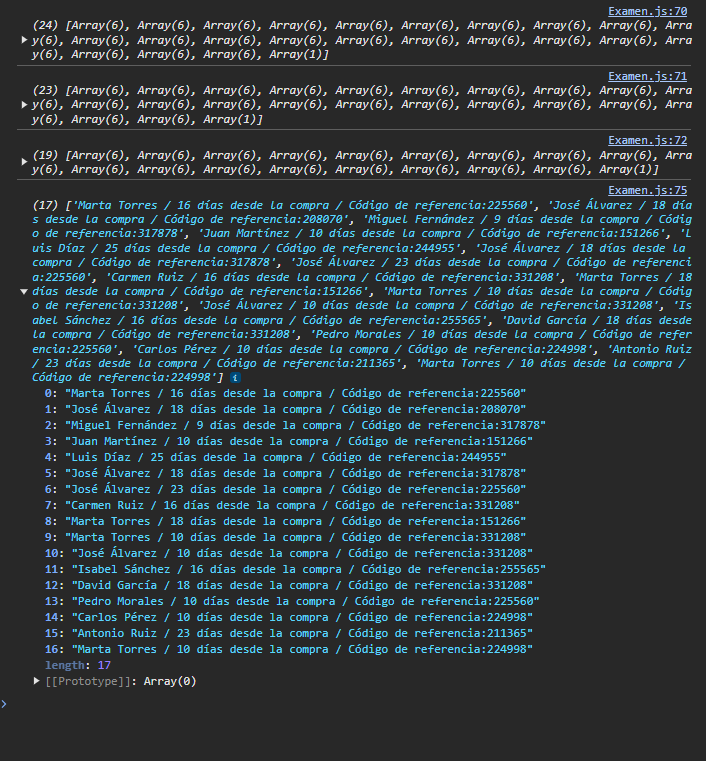 Examen.js:70
(24) [Array(6), Array(6), Array(6), Array(6), Array(6), Array(6), Array(6), Array(6), Array(6), Arra
y(6), Array(6), Array(6), Array(6), Array(6), Array(6), Array(6), Array(6), Array(6), Array(6), Arra
y(6), Array(6), Array(6), Array(6), Array(1)]
Examen.js:71
(23) [Array(6), Array(6), Array(6), Array(6), Array(6), Array(6), Array(6), Array(6), Array(6), Arra
y(6), Array(6), Array(6), Array(6), Array(6), Array(6), Array(6), Array(6), Array(6), Array(6), Arra
y(6), Array(6), Array(6), Array(1)]
Examen.js:72
(19) [Array(6), Array(6), Array(6), Array(6), Array(6), Array(6), Array(6), Array(6), Array(6), Arra
y(6), Array(6), Array(6), Array(6), Array(6), Array(6), Array(6), Array(6), Array(6), Array(1)]
Examen.js:75
(17) ['Marta Torres / 16 días desde la compra / Código de referencia:225560', 'José Álvarez / 18 día
s desde la compra / Código de referencia:208070', 'Miguel Fernández / 9 días desde la compra / Códig
o de referencia:317878', 'Juan Martínez / 10 días desde la compra / Código de referencia:151266', 'L
uis Díaz / 25 días desde la compra / Código de referencia:244955', 'José Álvarez / 18 días desde la
compra / Código de referencia:317878', 'José Álvarez / 23 días desde la compra / Código de referenci
a:225560', 'Carmen Ruiz / 16 días desde la compra / Código de referencia:331208', 'Marta Torres / 18
días desde la compra / Código de referencia:151266', 'Marta Torres / 10 días desde la compra / Códig
o de referencia:331208', 'José Álvarez / 10 días desde la compra / Código de referencia:331208', 'Is
abel Sánchez / 16 días desde la compra / Código de referencia:255565', 'David García / 18 días desde
la compra / Código de referencia:331208', 'Pedro Morales / 10 días desde la compra / Código de refer
encia:225560', 'Carlos Pérez / 10 días desde la compra / Código de referencia:224998', 'Antonio Ruiz
/ 23 días desde la compra / Código de referencia:211365', 'Marta Torres / 10 días desde la compra /
Código de referencia:224998'] i
0: "Marta Torres / 16 días desde la compra / Código de referencia:225560"
1: "José Álvarez / 18 días desde la compra / Código de referencia:208070"
2: "Miguel Fernández / 9 días desde la compra / Código de referencia:317878"
3: "Juan Martínez / 10 días desde la compra / Código de referencia:151266"
4: "Luis Díaz / 25 días desde la compra / Código de referencia:244955"
5: "José Álvarez / 18 días desde la compra / Código de referencia:317878"
6: "José Álvarez / 23 días desde la compra / Código de referencia:225560"
7: "Carmen Ruiz / 16 días desde la compra / Código de referencia:331208"
8: "Marta Torres / 18 días desde la compra / Código de referencia:151266"
9: "Marta Torres / 10 días desde la compra / Código de referencia:331208"
10: "José Álvarez / 10 días desde la compra / Código de referencia:331208"
11: "Isabel Sánchez / 16 días desde la compra / Código de referencia:255565"
12: "David García / 18 días desde la compra / Código de referencia:331208"
13: "Pedro Morales / 10 días desde la compra / Código de referencia:225560"
14: "Carlos Pérez / 10 días desde la compra / Código de referencia:224998"
15: "Antonio Ruiz / 23 días desde la compra / Código de referencia:211365"
16: "Marta Torres / 10 días desde la compra / Código de referencia:224998"
length: 17
[[Prototype]]: Array(0)